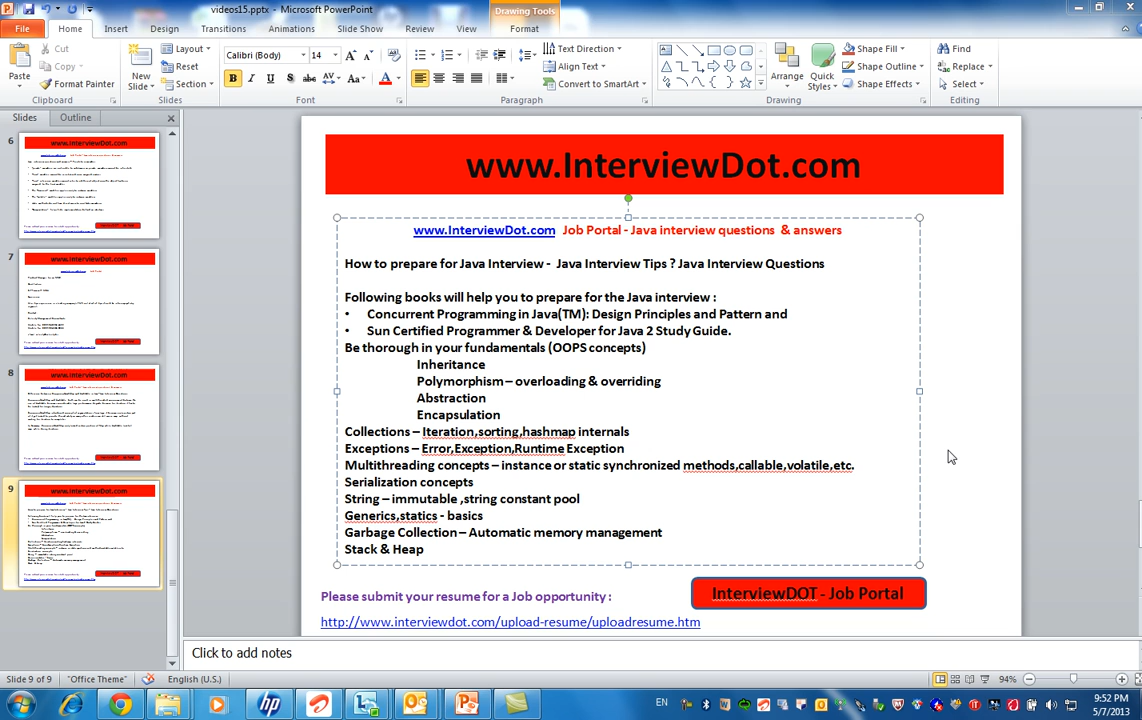 videos15.pptx - Microsoft PowerPoint
Drawing Tools
File
Home
Insert
Design
Transitions
Animations
Slide Show
Review
View
Format
Paste
Cut
Copy
Format Painter
Clipboard
New Slide
Layout
Reset
Section
Slides
Calibri (Body)
14
Font
Text Direction
Align Text
Convert to SmartArt
Paragraph
Arrange
Quick Styles
Shape Fill
Shape Outline
Shape Effects
Drawing
Find
Replace
Select
Editing
Slides
Outline
6
7
8
9
www.InterviewDot.com
www.InterviewDot.com Job Portal - Java interview questions & answers
How to prepare for Java Interview - Java Interview Tips ? Java Interview Questions
Following books will help you to prepare for the Java interview :
• Concurrent Programming in Java(TM): Design Principles and Pattern and
• Sun Certified Programmer & Developer for Java 2 Study Guide.
Be thorough in your fundamentals (OOPS concepts)
Inheritance
Polymorphism – overloading & overriding
Abstraction
Encapsulation
Collections – Iteration,sorting,hashmap internals
Exceptions – Error,Exception,Runtime Exception
Multithreading concepts – instance or static synchronized methods,callable,volatile,etc.
Serialization concepts
String – immutable ,string constant pool
Generics,statics - basics
Garbage Collection – Automatic memory management
Stack & Heap
InterviewDOT - Job Portal
Please submit your resume for a Job opportunity :
http://www.interviewdot.com/upload-resume/uploadresume.htm
Click to add notes
Slide 9 of 9
"Office Theme"
English (U.S.)
94%
EN
9:52 PM
5/7/2013